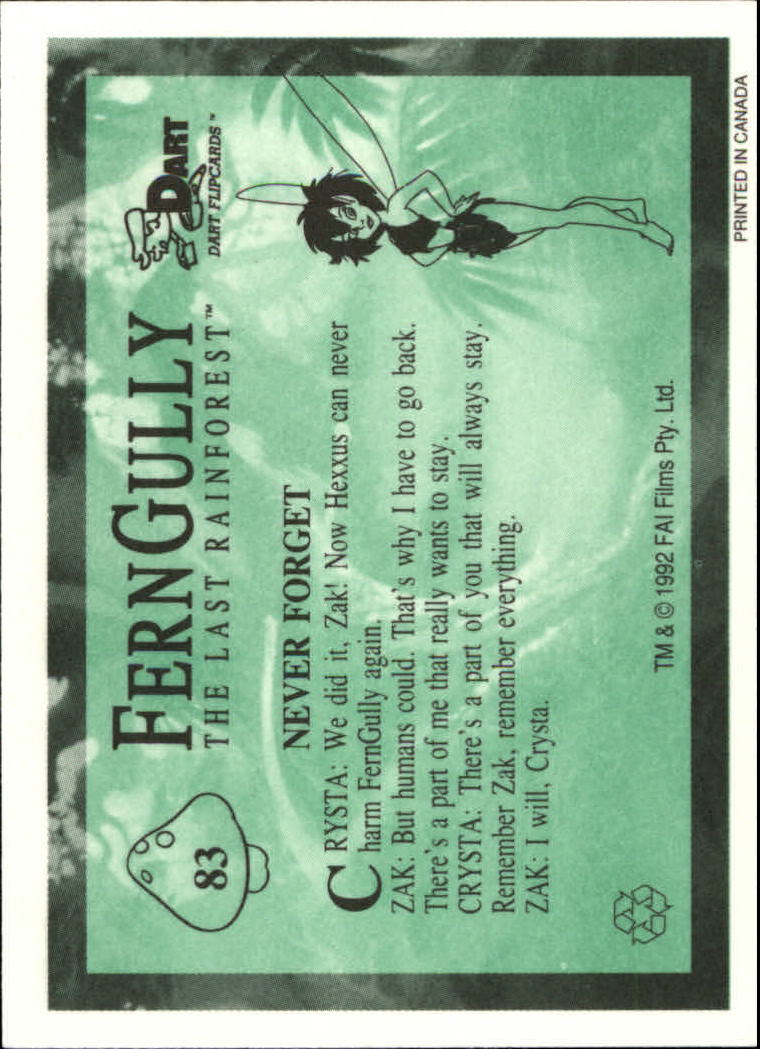 83
FERNGULLY
THE LAST RAINFOREST™
DART
DART FLIPCARDS™
NEVER FORGET
CRYSTA: We did it, Zak! Now Hexxus can never
harm FernGully again.
ZAK: But humans could. That's why I have to go back.
There's a part of me that really wants to stay.
CRYSTA: There's a part of you that will always stay.
Remember Zak, remember everything.
ZAK: I will, Crysta.
TM & © 1992 FAI Films Pty. Ltd.
PRINTED IN CANADA